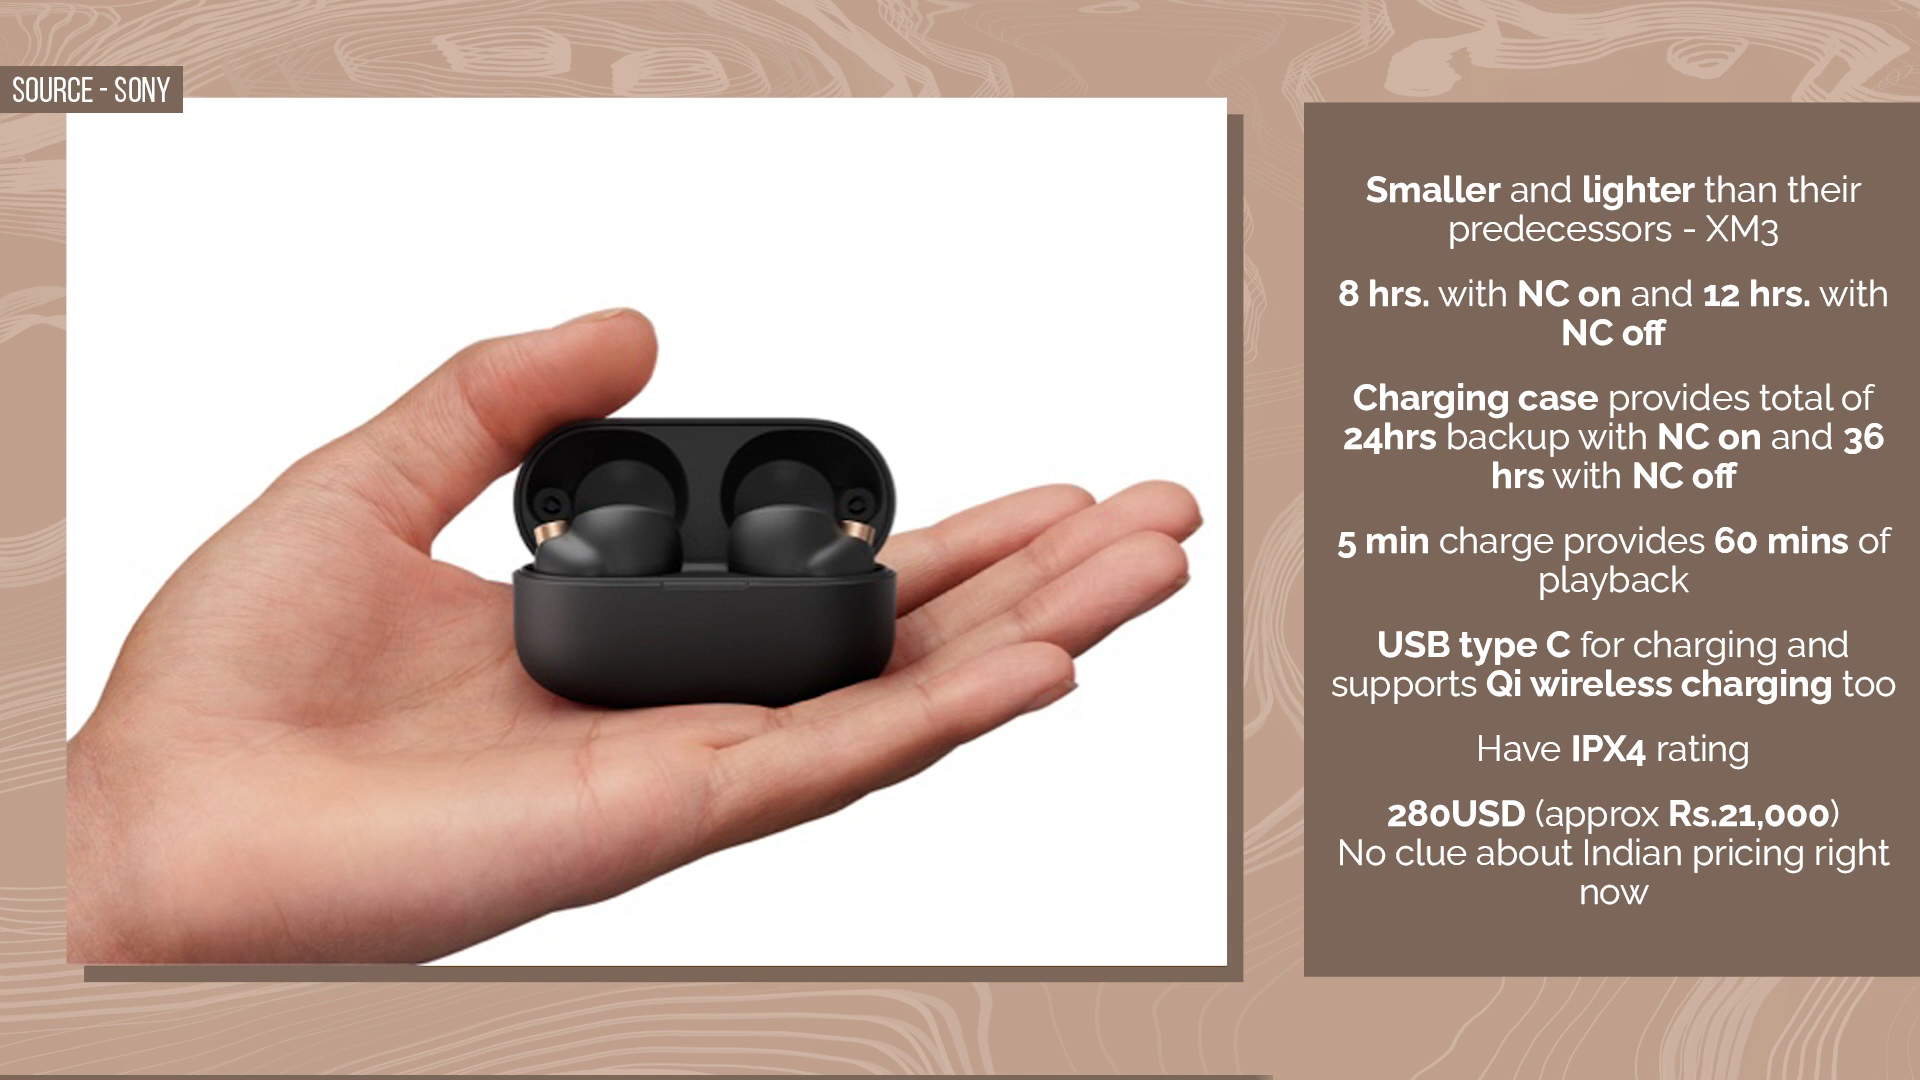 SOURCE - SONY
Smaller and lighter than their
predecessors - XM3
8 hrs. with NC on and 12 hrs. with
NC off
Charging case provides total of
24hrs backup with NC on and 36
hrs with NC off
5 min charge provides 60 mins of
playback
USB type C for charging and
supports Qi wireless charging too
Have IPX4 rating
280USD (approx Rs.21,000)
No clue about Indian pricing right
now